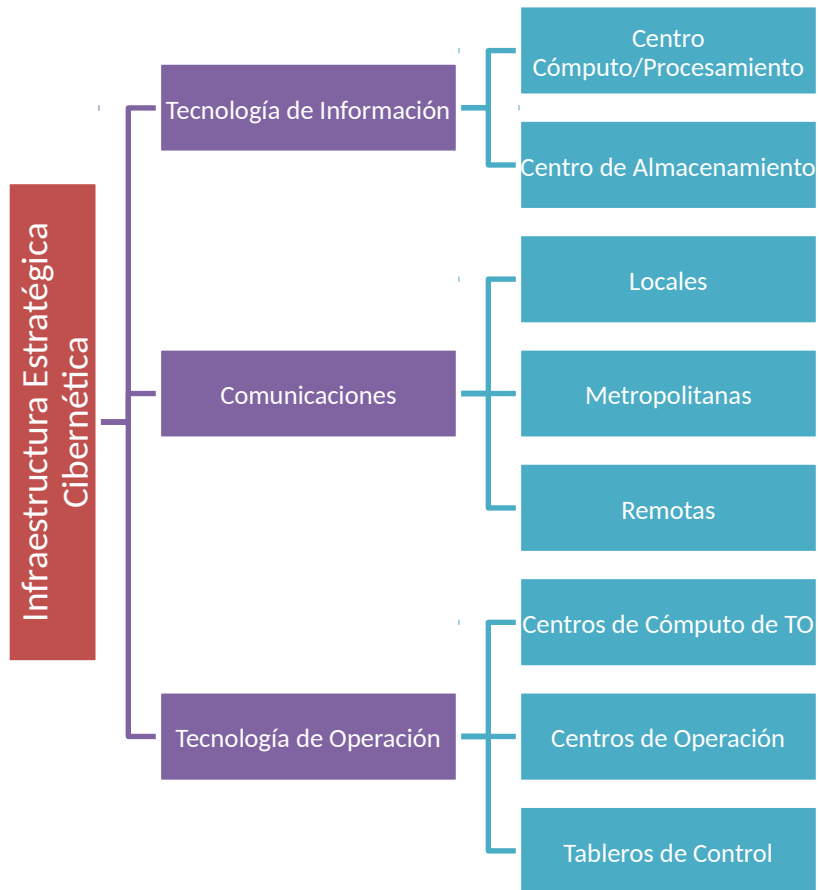 Infraestructura Estratégica
Cibernética
Tecnología de Información
Centro
Cómputo/Procesamiento
Centro de Almacenamiento
Comunicaciones
Locales
Metropolitanas
Remotas
Tecnología de Operación
Centros de Cómputo de TO
Centros de Operación
Tableros de Control